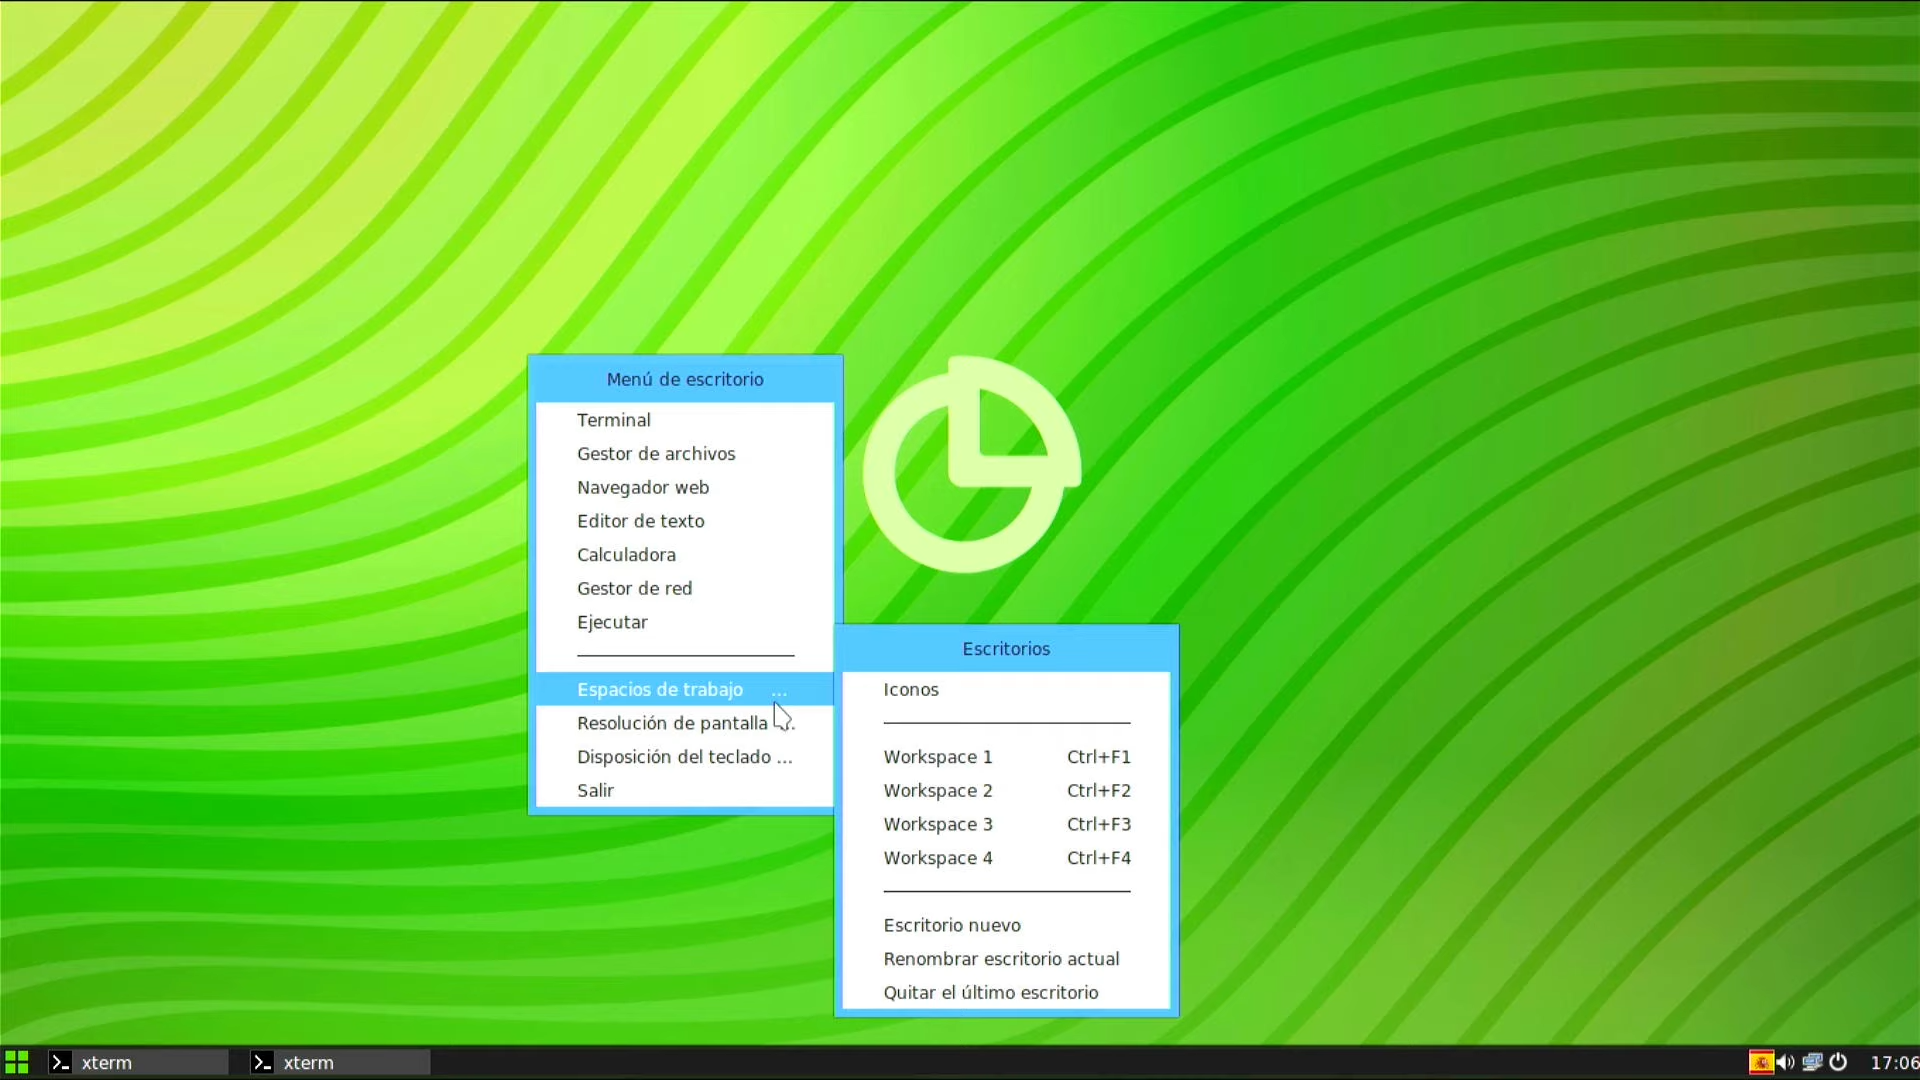 Menú de escritorio
Terminal
Gestor de archivos
Navegador web
Editor de texto
Calculadora
Gestor de red
Ejecutar
Espacios de trabajo ...
Resolución de pantalla ...
Disposición del teclado ...
Salir
Escritorios
Iconos
Workspace 1 Ctrl+F1
Workspace 2 Ctrl+F2
Workspace 3 Ctrl+F3
Workspace 4 Ctrl+F4
Escritorio nuevo
Renombrar escritorio actual
Quitar el último escritorio
xterm xterm 17:06